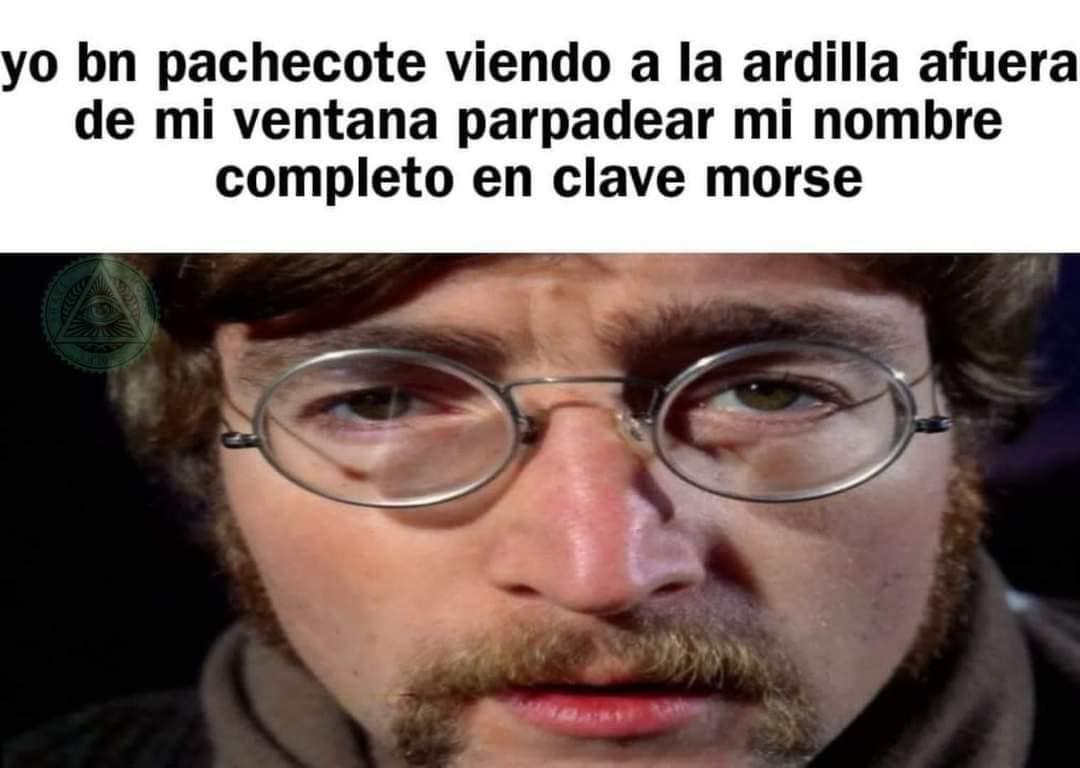 yo bn pachecote viendo a la ardilla afuera
de mi ventana parpadear mi nombre
completo en clave morse